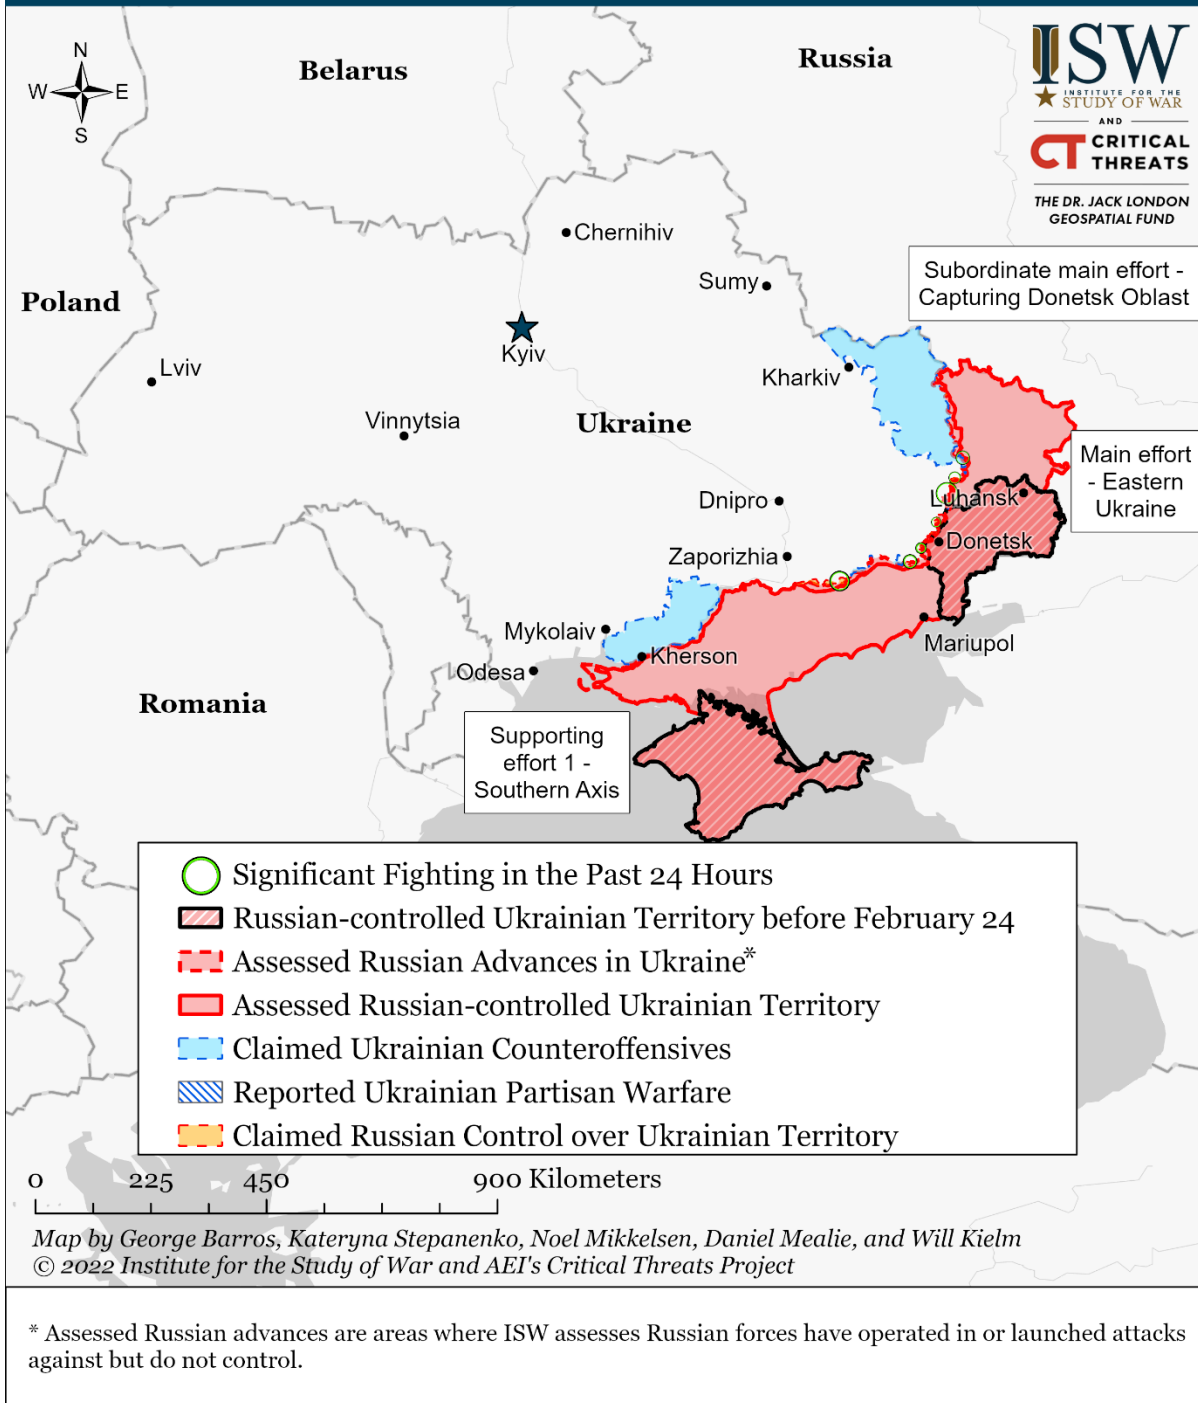 Belarus
Russia
N
W E
S
ISW
INSTITUTE FOR THE
STUDY OF WAR
AND
CT CRITICAL
THREATS
THE DR. JACK LONDON
GEOSPATIAL FUND
Chernihiv
Sumy
Subordinate main effort -
Capturing Donetsk Oblast
Poland
Kyiv
Lviv
Kharkiv
Vinnytsia
Ukraine
Main effort
- Eastern
Ukraine
Dnipro
Luhansk
Donetsk
Zaporizhia
Mykolaiv
Mariupol
Kherson
Odesa
Romania
Supporting
effort 1 -
Southern Axis
Significant Fighting in the Past 24 Hours
Russian-controlled Ukrainian Territory before February 24
Assessed Russian Advances in Ukraine*
Assessed Russian-controlled Ukrainian Territory
Claimed Ukrainian Counteroffensives
Reported Ukrainian Partisan Warfare
Claimed Russian Control over Ukrainian Territory
0 225 450 900 Kilometers
Map by George Barros, Kateryna Stepanenko, Noel Mikkelsen, Daniel Mealie, and Will Kielm
© 2022 Institute for the Study of War and AEI's Critical Threats Project
* Assessed Russian advances are areas where ISW assesses Russian forces have operated in or launched attacks
against but do not control.